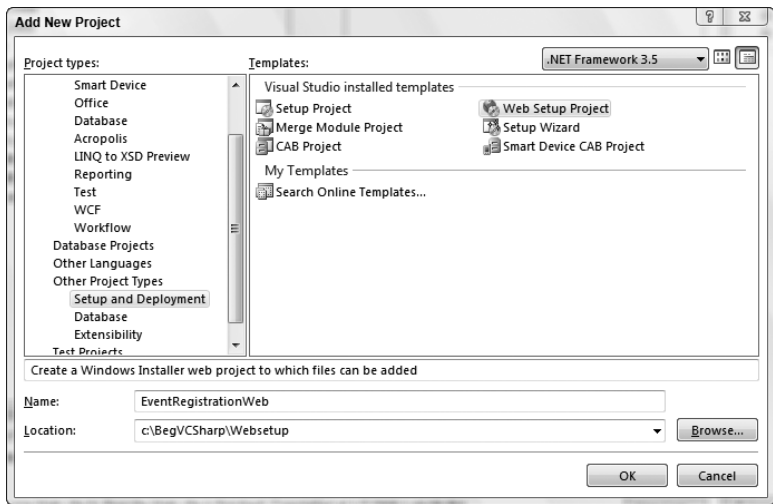 Add New Project
Project types:
Templates:
.NET Framework 3.5
Smart Device
Office
Database
Acropolis
LINQ to XSD Preview
Reporting
Test
WCF
Workflow
Database Projects
Other Languages
Other Project Types
Setup and Deployment
Database
Extensibility
Test Projects
Visual Studio installed templates
Setup Project
Web Setup Project
Merge Module Project
Setup Wizard
CAB Project
Smart Device CAB Project
My Templates
Search Online Templates...
Create a Windows Installer web project to which files can be added
Name:
EventRegistrationWeb
Location:
c:\BegVCSharp\Websetup
Browse...
OK
Cancel